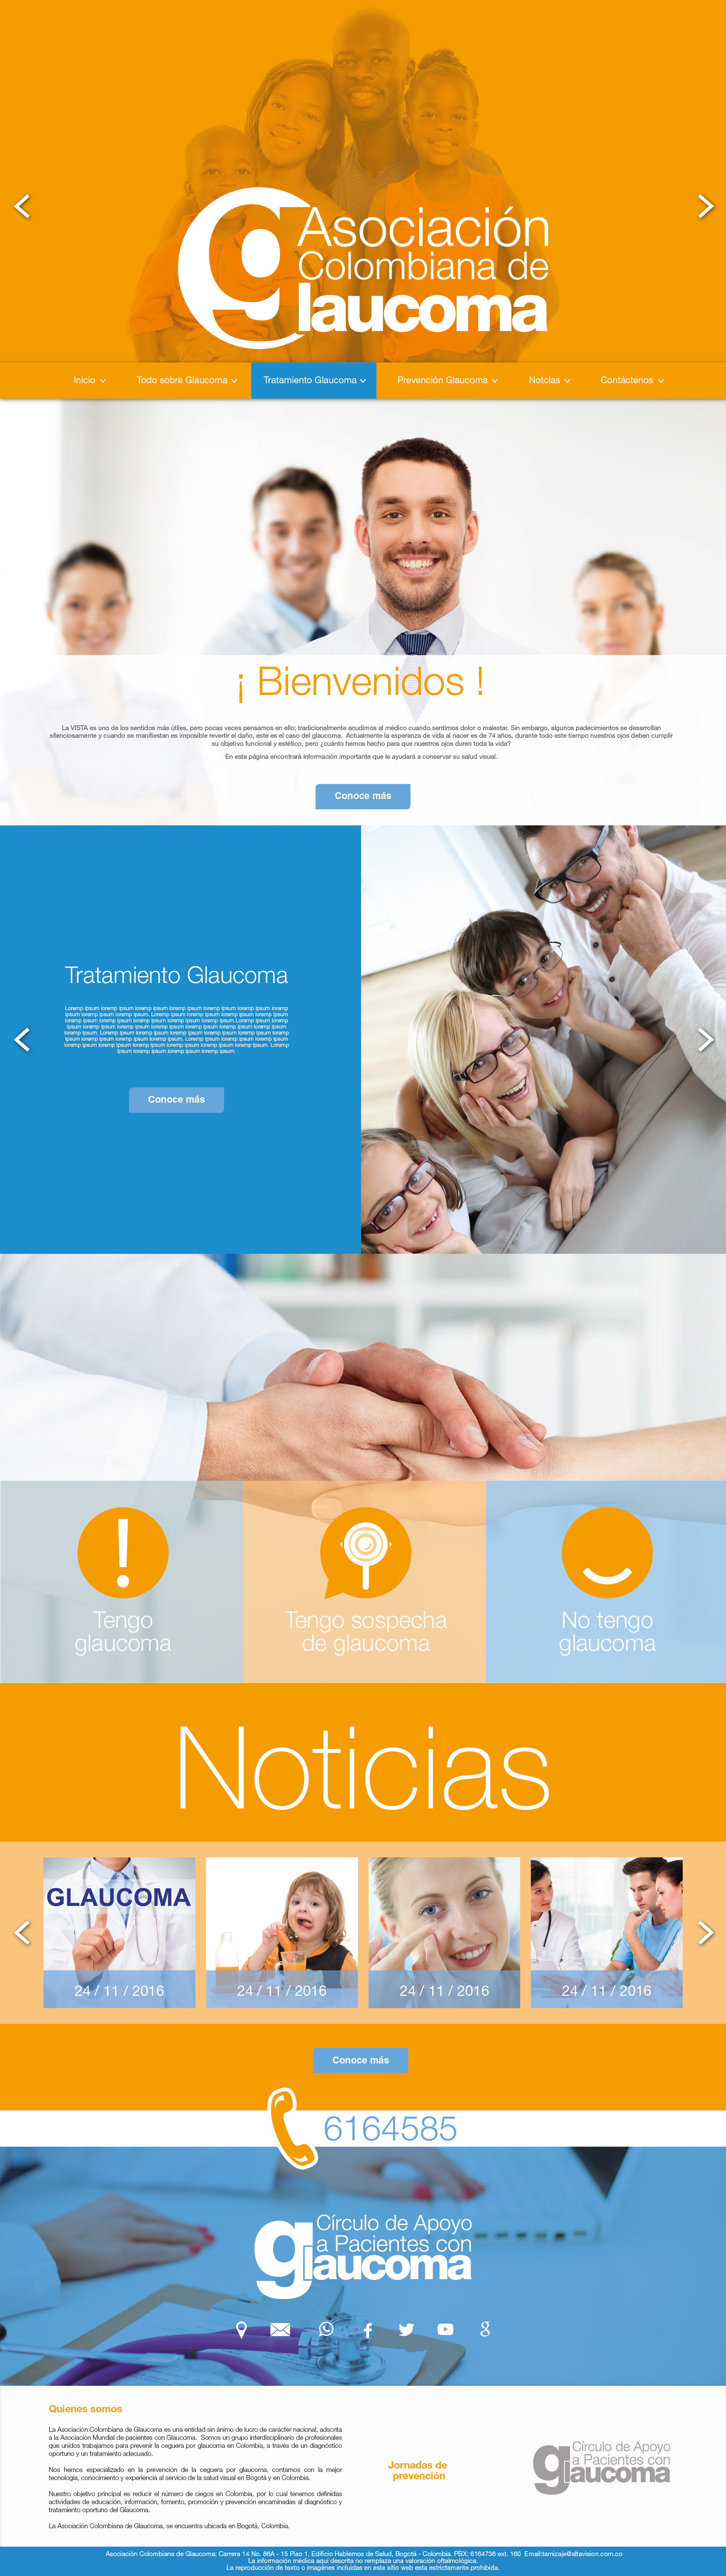 Asociación
Colombiana de
glaucoma
Inicio
Todo sobre Glaucoma
Tratamiento Glaucoma
Prevención Glaucoma
Notcias
Contáctenos
¡ Bienvenidos !
La VISTA es uno de los sentidos más útiles, pero pocas veces pensamos en ello; tradicionalmente acudimos al médico cuando sentimos dolor o malestar. Sin embargo, algunos padecimientos se desarrollan
silenciosamente y cuando se manifiestan es imposible revertir el daño, este es el caso del glaucoma. Actualmente la esperanza de vida al nacer es de 74 años, durante todo este tiempo nuestros ojos deben cumplir
su objetivo funcional y estético, pero ¿cuánto hemos hecho para que nuestros ojos duren toda la vida?
En esta página encontrará información importante que le ayudará a conservar su salud visual.
Conoce más
Tratamiento Glaucoma
Loremp ipsum loremp ipsum loremp ipsum loremp ipsum loremp ipsum loremp ipsum loremp
ipsum loremp ipsum loremp ipsum. Loremp ipsum loremp ipsum loremp ipsum loremp ipsum
loremp ipsum loremp ipsum loremp ipsum loremp ipsum loremp ipsum.Loremp ipsum loremp
ipsum loremp ipsum loremp ipsum loremp ipsum loremp ipsum loremp ipsum loremp ipsum
loremp ipsum. Loremp ipsum loremp ipsum loremp ipsum loremp ipsum loremp ipsum loremp
ipsum loremp ipsum loremp ipsum loremp ipsum. Loremp ipsum loremp ipsum loremp ipsum
loremp ipsum loremp ipsum loremp ipsum loremp ipsum loremp ipsum loremp ipsum. Loremp
ipsum loremp ipsum loremp ipsum loremp ipsum.
Conoce más
Tengo
glaucoma
Tengo sospecha
de glaucoma
No tengo
glaucoma
Noticias
GLAUCOMA
24 / 11 / 2016
24 / 11 / 2016
24 / 11 / 2016
24 / 11 / 2016
Conoce más
6164585
Círculo de Apoyo
a Pacientes con
glaucoma
Quienes somos
La Asociación Colombiana de Glaucoma es una entidad sin ánimo de lucro de carácter nacional, adscrita
a la Asociación Mundial de pacientes con Glaucoma. Somos un grupo interdisciplinario de profesionales
que unidos trabajamos para prevenir la ceguera por glaucoma en Colombia, a través de un diagnóstico
oportuno y un tratamiento adecuado.
Nos hemos especializado en la prevención de la ceguera por glaucoma, contamos con la mejor
tecnología, conocimiento y experiencia al servicio de la salud visual en Bogotá y en Colombia.
Nuestro objetivo principal es reducir el número de ciegos en Colombia, por lo cual tenemos definidas
actividades de educación, información, fomento, promoción y prevención encaminadas al diagnóstico y
tratamiento oportuno del Glaucoma.
La Asociación Colombiana de Glaucoma, se encuentra ubicada en Bogotá, Colombia.
Jornadas de
prevención
Círculo de Apoyo
a Pacientes con
glaucoma
Asociación Colombiana de Glaucoma: Carrera 14 No. 86A - 15 Piso 1. Edificio Hablemos de Salud, Bogotá - Colombia. PBX: 6164736 ext. 160 Email:tamizaje@altavision.com.co
La información médica aquí descrita no remplaza una valoración oftalmológica.
La reproducción de texto o imagénes incluidas en este sitio web esta estrictamente prohibida.